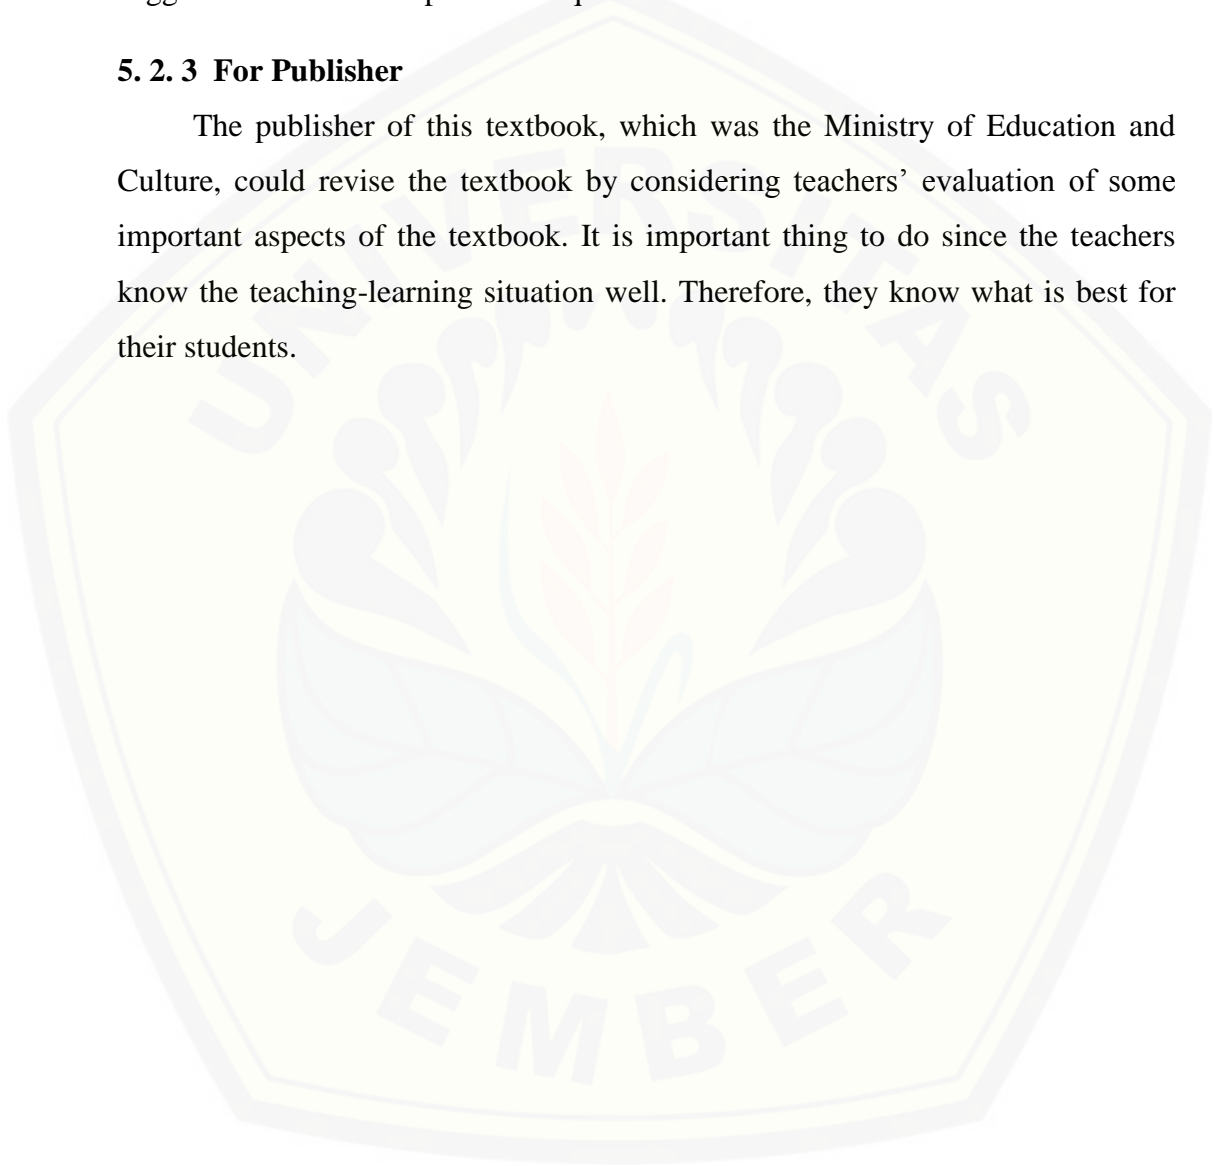 5. 2. 3 For Publisher
The publisher of this textbook, which was the Ministry of Education and
Culture, could revise the textbook by considering teachers’ evaluation of some
important aspects of the textbook. It is important thing to do since the teachers
know the teaching-learning situation well. Therefore, they know what is best for
their students.
UNIVERSITAS
JEMBER